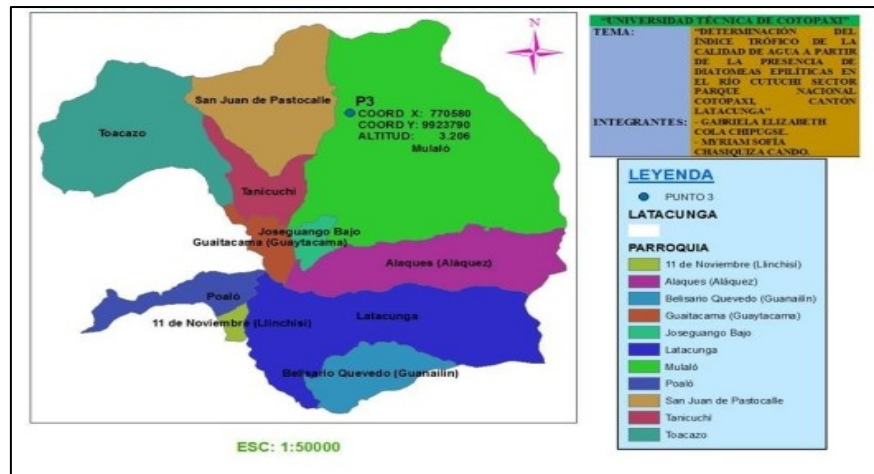 N
"UNIVERSIDAD TÉCNICA DE COTOPAXI"
TEMA: "DETERMINACIÓN DEL
ÍNDICE TRÓFICO DE LA
CALIDAD DE AGUA A PARTIR
DE LA PRESENCIA DE
DIATOMEAS EPILÍTICAS EN
EL RÍO CUTUCHI SECTOR
PARQUE NACIONAL
COTOPAXI, CANTÓN
LATACUNGA"
INTEGRANTES: - GABRIELA ELIZABETH
COLA CHIPUGSE.
- MYRIAM SOFÍA
CHASIQUIZA CANDO.
San Juan de Pastocalle
P3
COORD X: 770580
COORD Y: 9923790
ALTITUD: 3.206
Mulaló
Toacazo
Tanicuchi
Joseguango Bajo
Guaitacama (Guaytacama)
Alaques (Aláquez)
Poaló
11 de Noviembre (Llinchisi)
Latacunga
Belisario Quevedo (Guanailin)
ESC: 1:50000
LEYENDA
PUNTO 3
LATACUNGA
PARROQUIA
11 de Noviembre (Llinchisi)
Alaques (Aláquez)
Belisario Quevedo (Guanailin)
Guaitacama (Guaytacama)
Joseguango Bajo
Latacunga
Mulaló
Poaló
San Juan de Pastocalle
Tanicuchi
Toacazo